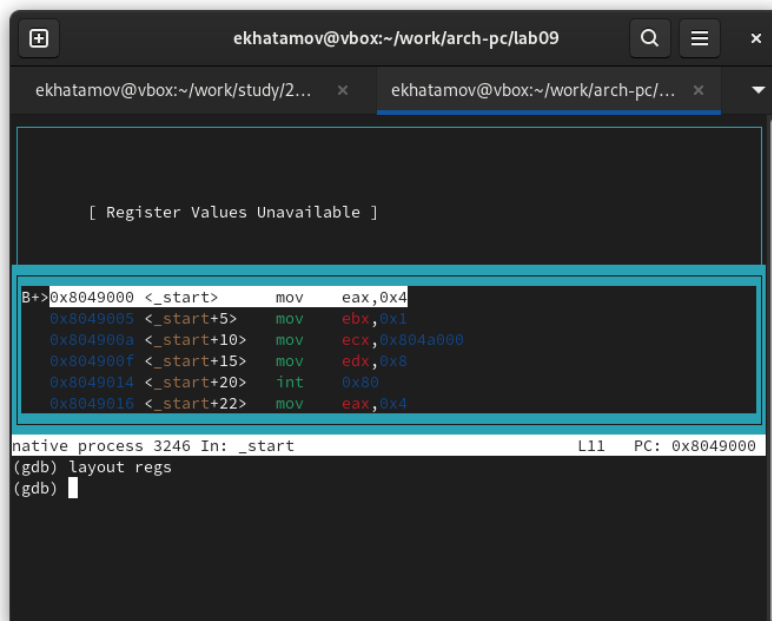 ekhatamov@vbox:~/work/arch-pc/lab09
ekhatamov@vbox:~/work/study/2...
ekhatamov@vbox:~/work/arch-pc/...
[ Register Values Unavailable ]
B+>0x8049000 <_start> mov eax,0x4
0x8049005 <_start+5> mov ebx,0x1
0x804900a <_start+10> mov ecx,0x804a000
0x804900f <_start+15> mov edx,0x8
0x8049014 <_start+20> int 0x80
0x8049016 <_start+22> mov eax,0x4
native process 3246 In: _start L11 PC: 0x8049000
(gdb) layout regs
(gdb)